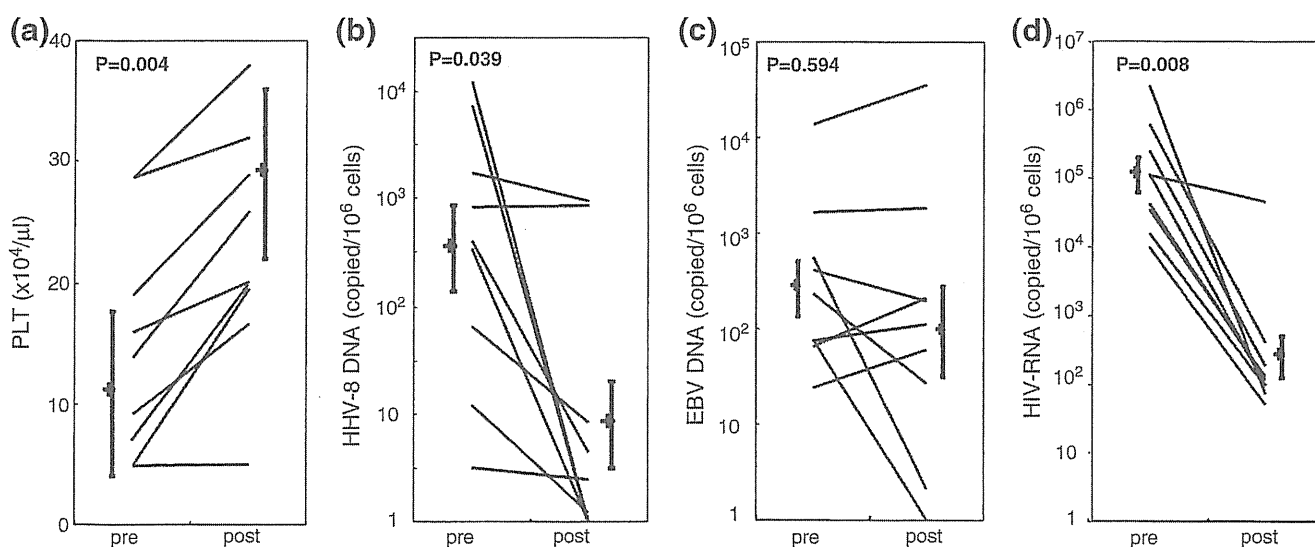 (a)
P=0.004
PLT (x10⁴/μl)
40
30
20
10
0
pre
post
(b)
P=0.039
HHV-8 DNA (copied/10⁶ cells)
10⁴
10³
10²
10
1
pre
post
(c)
P=0.594
EBV DNA (copied/10⁶ cells)
10⁵
10⁴
10³
10²
10
1
pre
post
(d)
P=0.008
HIV-RNA (copied/10⁶ cells)
10⁷
10⁶
10⁵
10⁴
10³
10²
10
1
pre
post